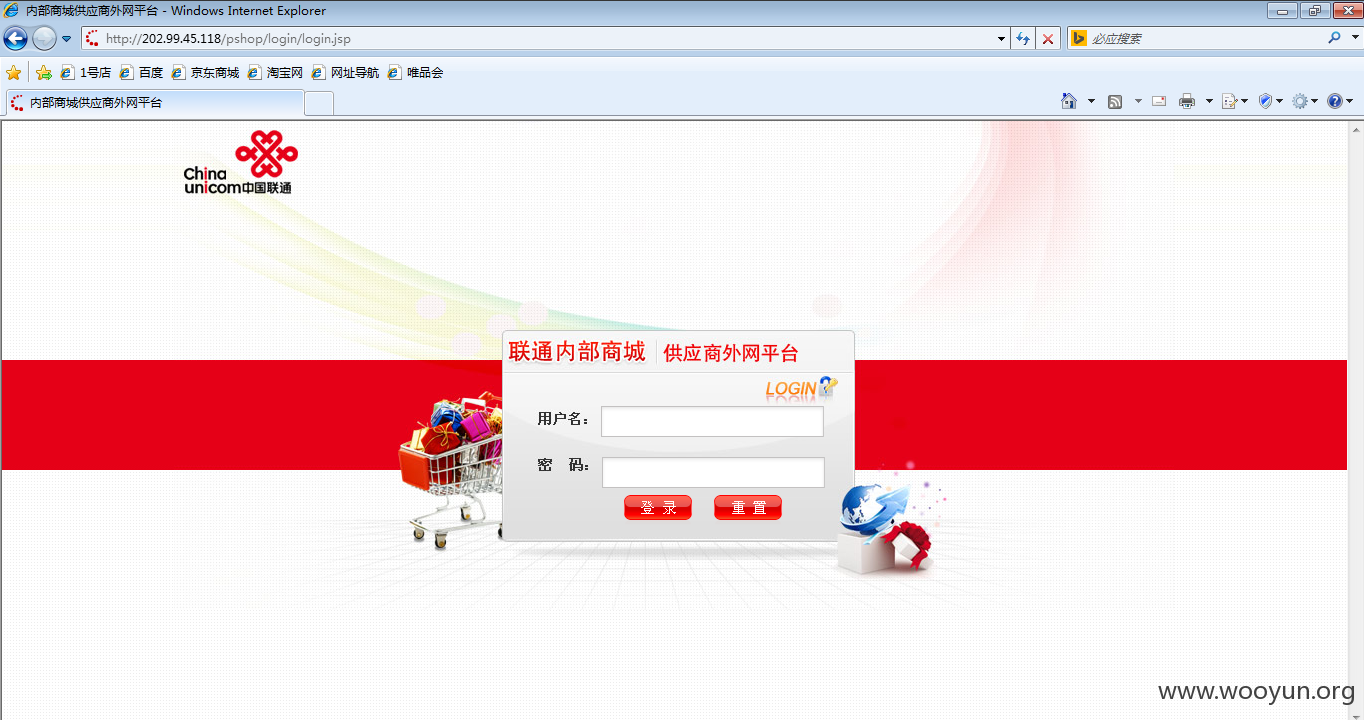 内部商城供应商外网平台 - Windows Internet Explorer
http://202.99.45.118/pshop/login/login.jsp
必应搜索
1号店 百度 京东商城 淘宝网 网址导航 唯品会
内部商城供应商外网平台
China
unicom中国联通
联通内部商城 供应商外网平台
LOGIN
用户名：
密 码：
登 录 重 置
www.wooyun.org